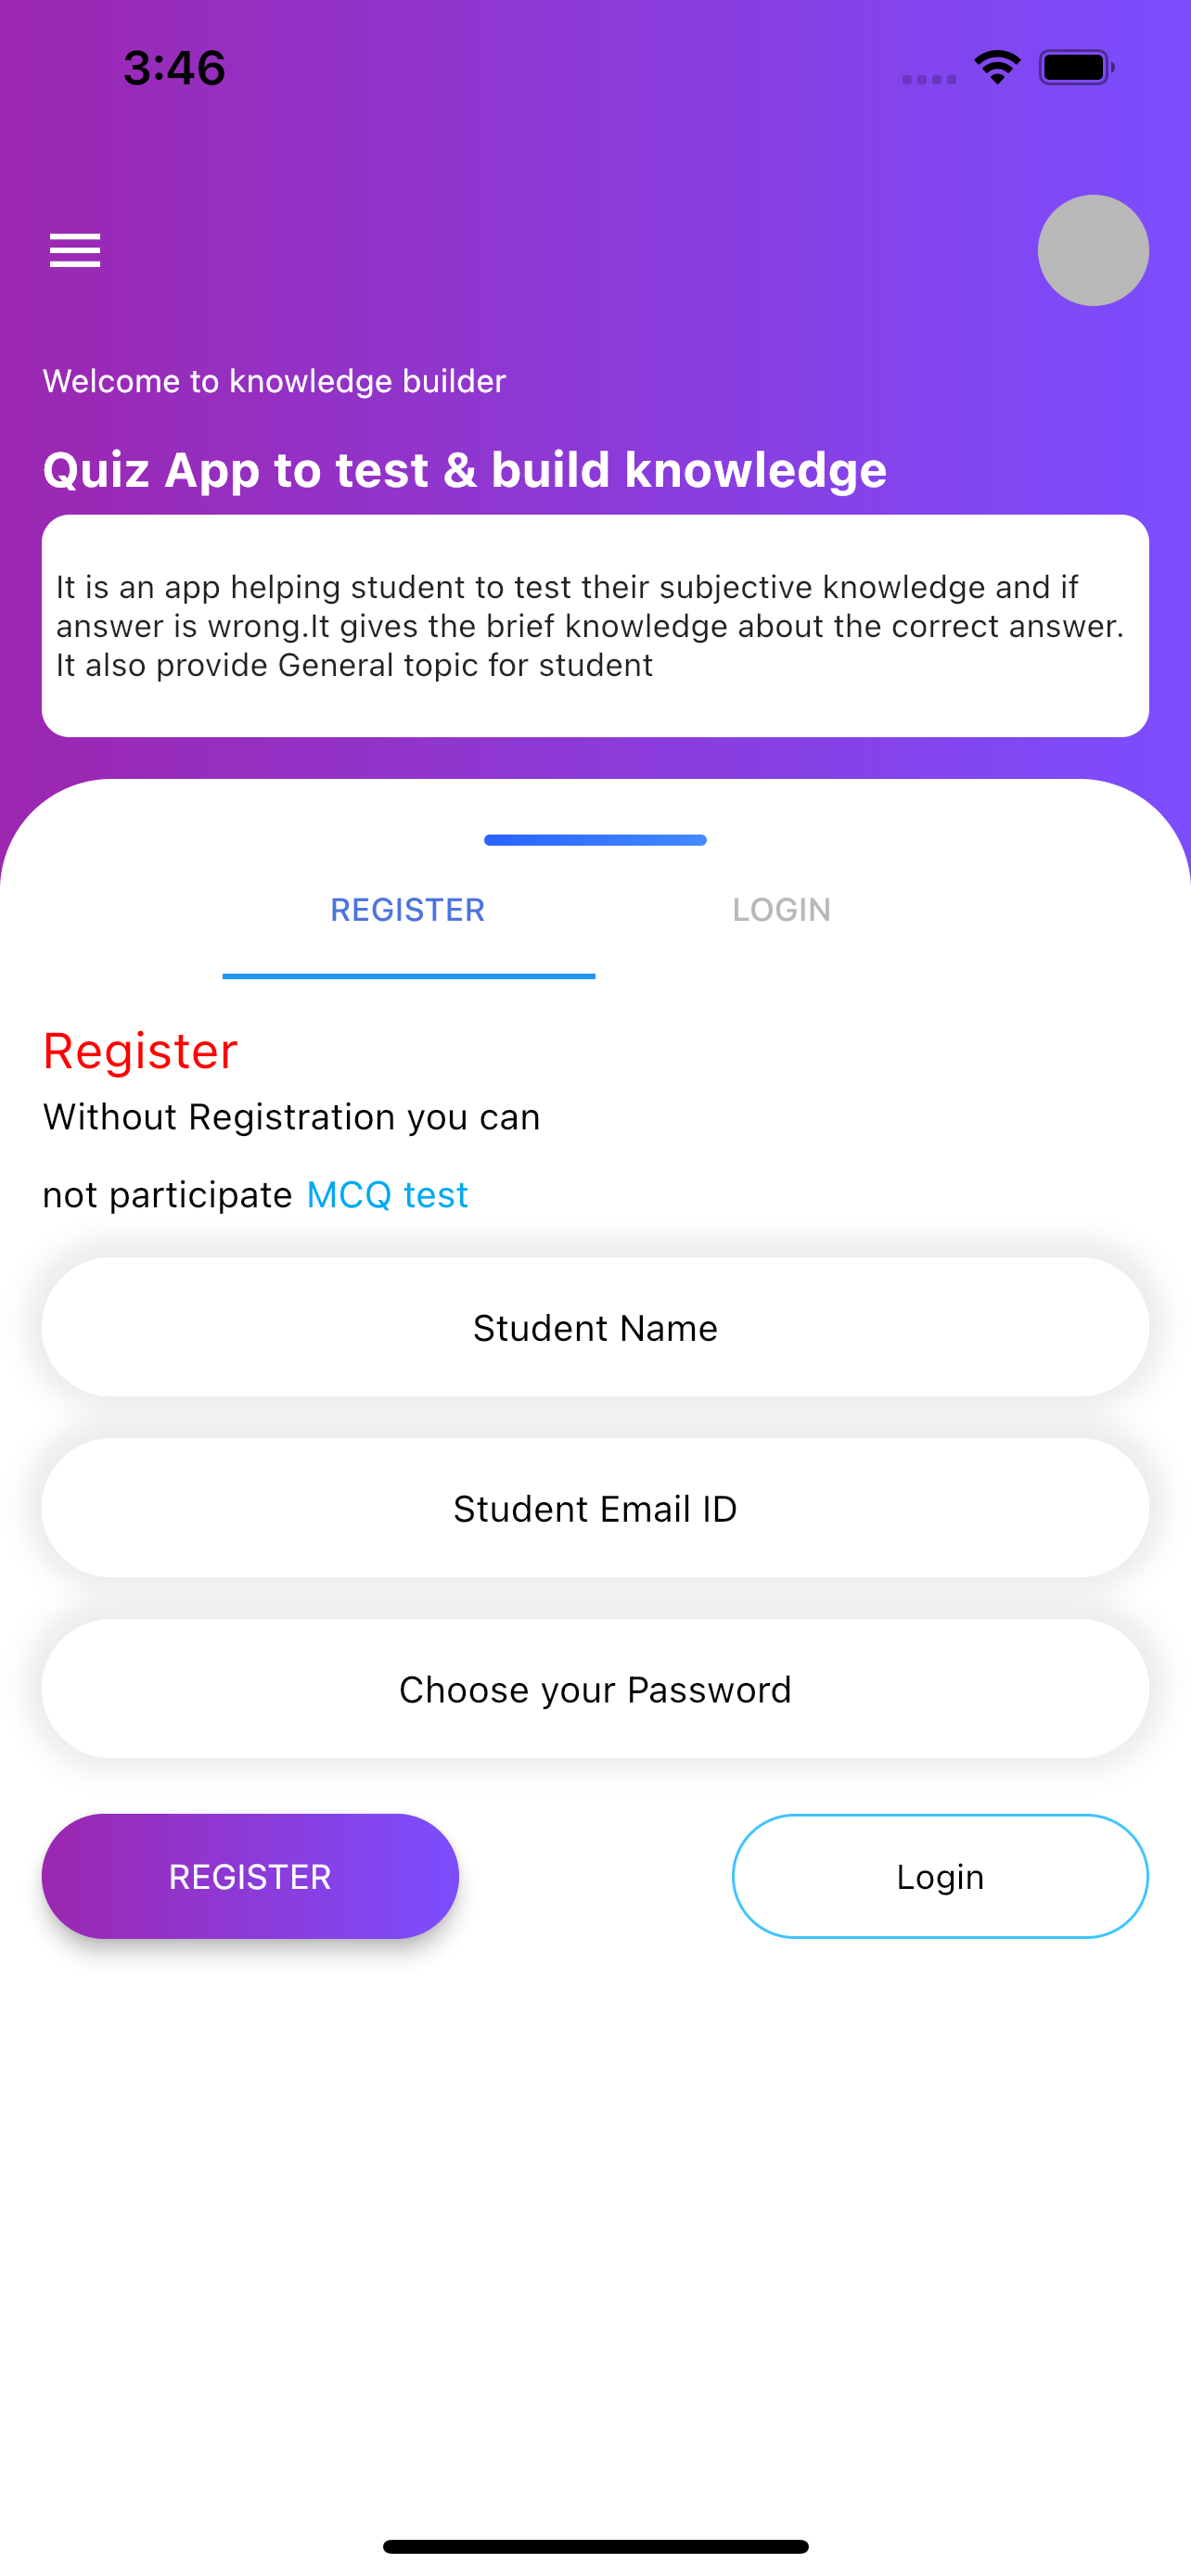 3:46
Welcome to knowledge builder
Quiz App to test & build knowledge
It is an app helping student to test their subjective knowledge and if
answer is wrong.It gives the brief knowledge about the correct answer.
It also provide General topic for student
REGISTER LOGIN
Register
Without Registration you can
not participate MCQ test
Student Name
Student Email ID
Choose your Password
REGISTER Login